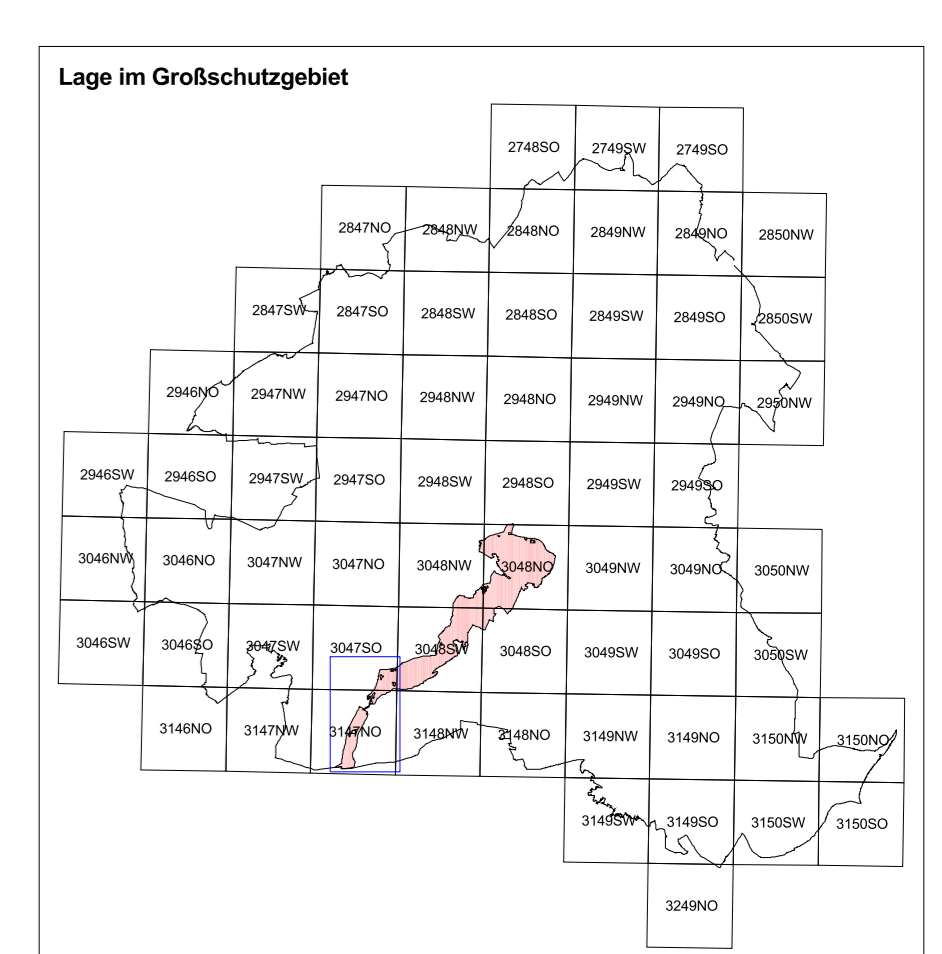 Lage im Großschutzgebiet
2748SO 2749SW 2749SO
2847NO 2848NW 2848NO 2849NW 2849NO 2850NW
2847SW 2847SO 2848SW 2848SO 2849SW 2849SO 2850SW
2946NO 2947NW 2947NO 2948NW 2948NO 2949NW 2949NO 2950NW
2946SW 2946SO 2947SW 2947SO 2948SW 2948SO 2949SW 2949SO
3046NW 3046NO 3047NW 3047NO 3048NW 3048NO 3049NW 3049NO 3050NW
3046SW 3046SO 3047SW 3047SO 3048SW 3048SO 3049SW 3049SO 3050SW
3146NO 3147NW 3147NO 3148NW 3148NO 3149NW 3149NO 3150NW 3150NO
3149SW 3149SO 3150SW 3150SO
3249NO